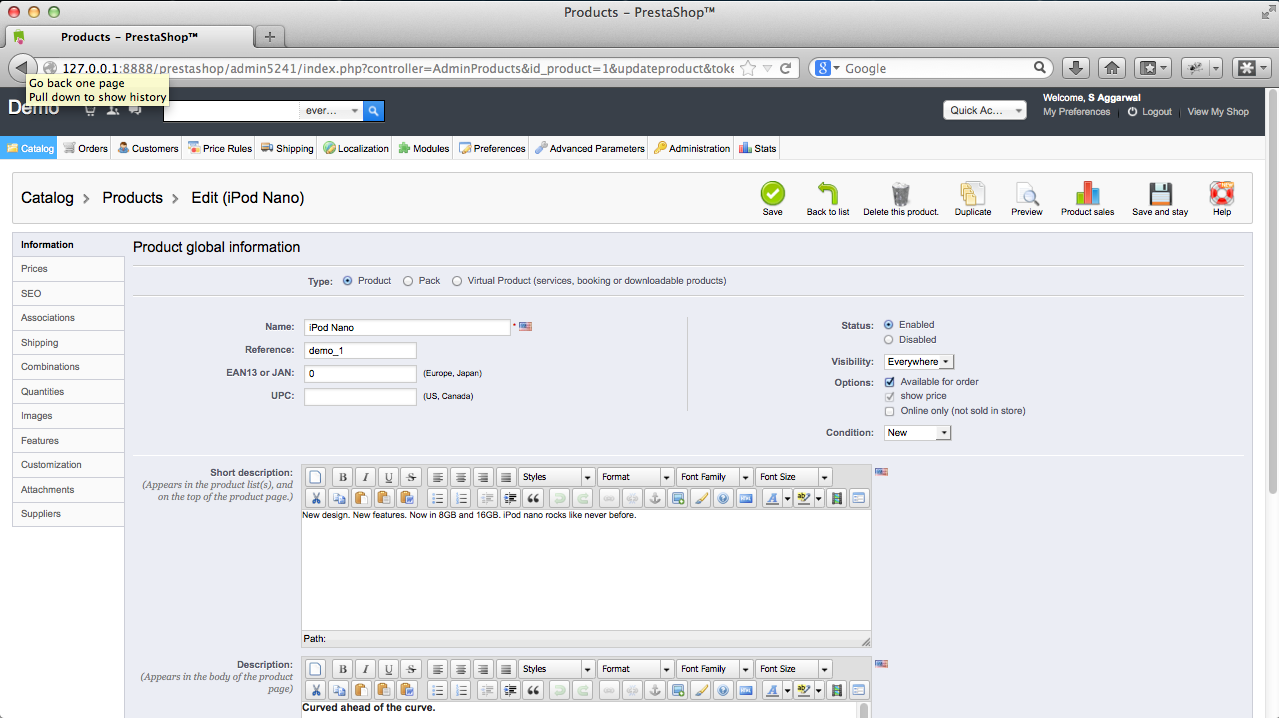 Products – PrestaShop™
Products – PrestaShop™
127.0.0.1:8888/prestashop/admin5241/index.php?controller=AdminProducts&id_product=1&updateproduct&toke
Google
Go back one page
Pull down to show history
Demo
ever...
Quick Ac...
Welcome, S Aggarwal
My Preferences
Logout
View My Shop
Catalog Orders Customers Price Rules Shipping Localization Modules Preferences Advanced Parameters Administration Stats
Catalog > Products > Edit (iPod Nano)
Save
Back to list
Delete this product.
Duplicate
Preview
Product sales
Save and stay
Help
Information
Prices
SEO
Associations
Shipping
Combinations
Quantities
Images
Features
Customization
Attachments
Suppliers
Product global information
Type: Product Pack Virtual Product (services, booking or downloadable products)
Name: iPod Nano *
Reference: demo_1
EAN13 or JAN: 0 (Europe, Japan)
UPC: (US, Canada)
Status: Enabled
Disabled
Visibility: Everywhere
Options: Available for order
show price
Online only (not sold in store)
Condition: New
Short description:
(Appears in the product list(s), and
on the top of the product page.)
B I U S Styles Format Font Family Font Size
New design. New features. Now in 8GB and 16GB. iPod nano rocks like never before.
Path:
Description:
(Appears in the body of the product
page)
B I U S Styles Format Font Family Font Size
Curved ahead of the curve.